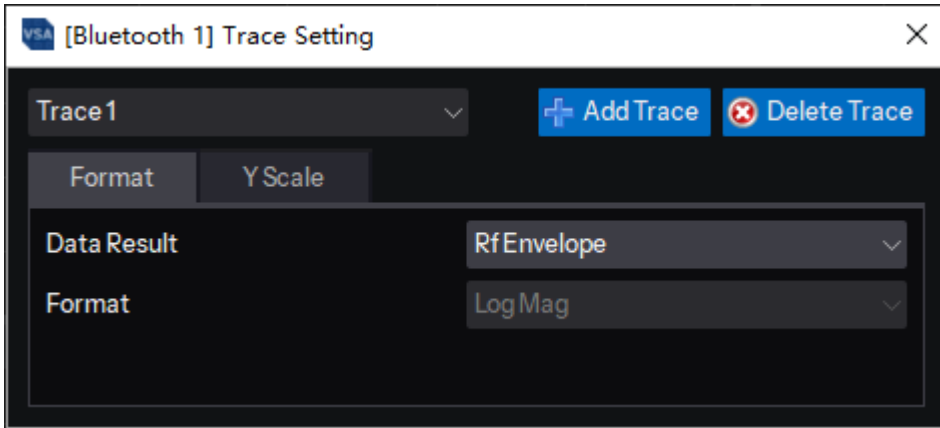 VSA [Bluetooth 1] Trace Setting
Trace 1 Add Trace Delete Trace
Format Y Scale
Data Result Rf Envelope
Format Log Mag